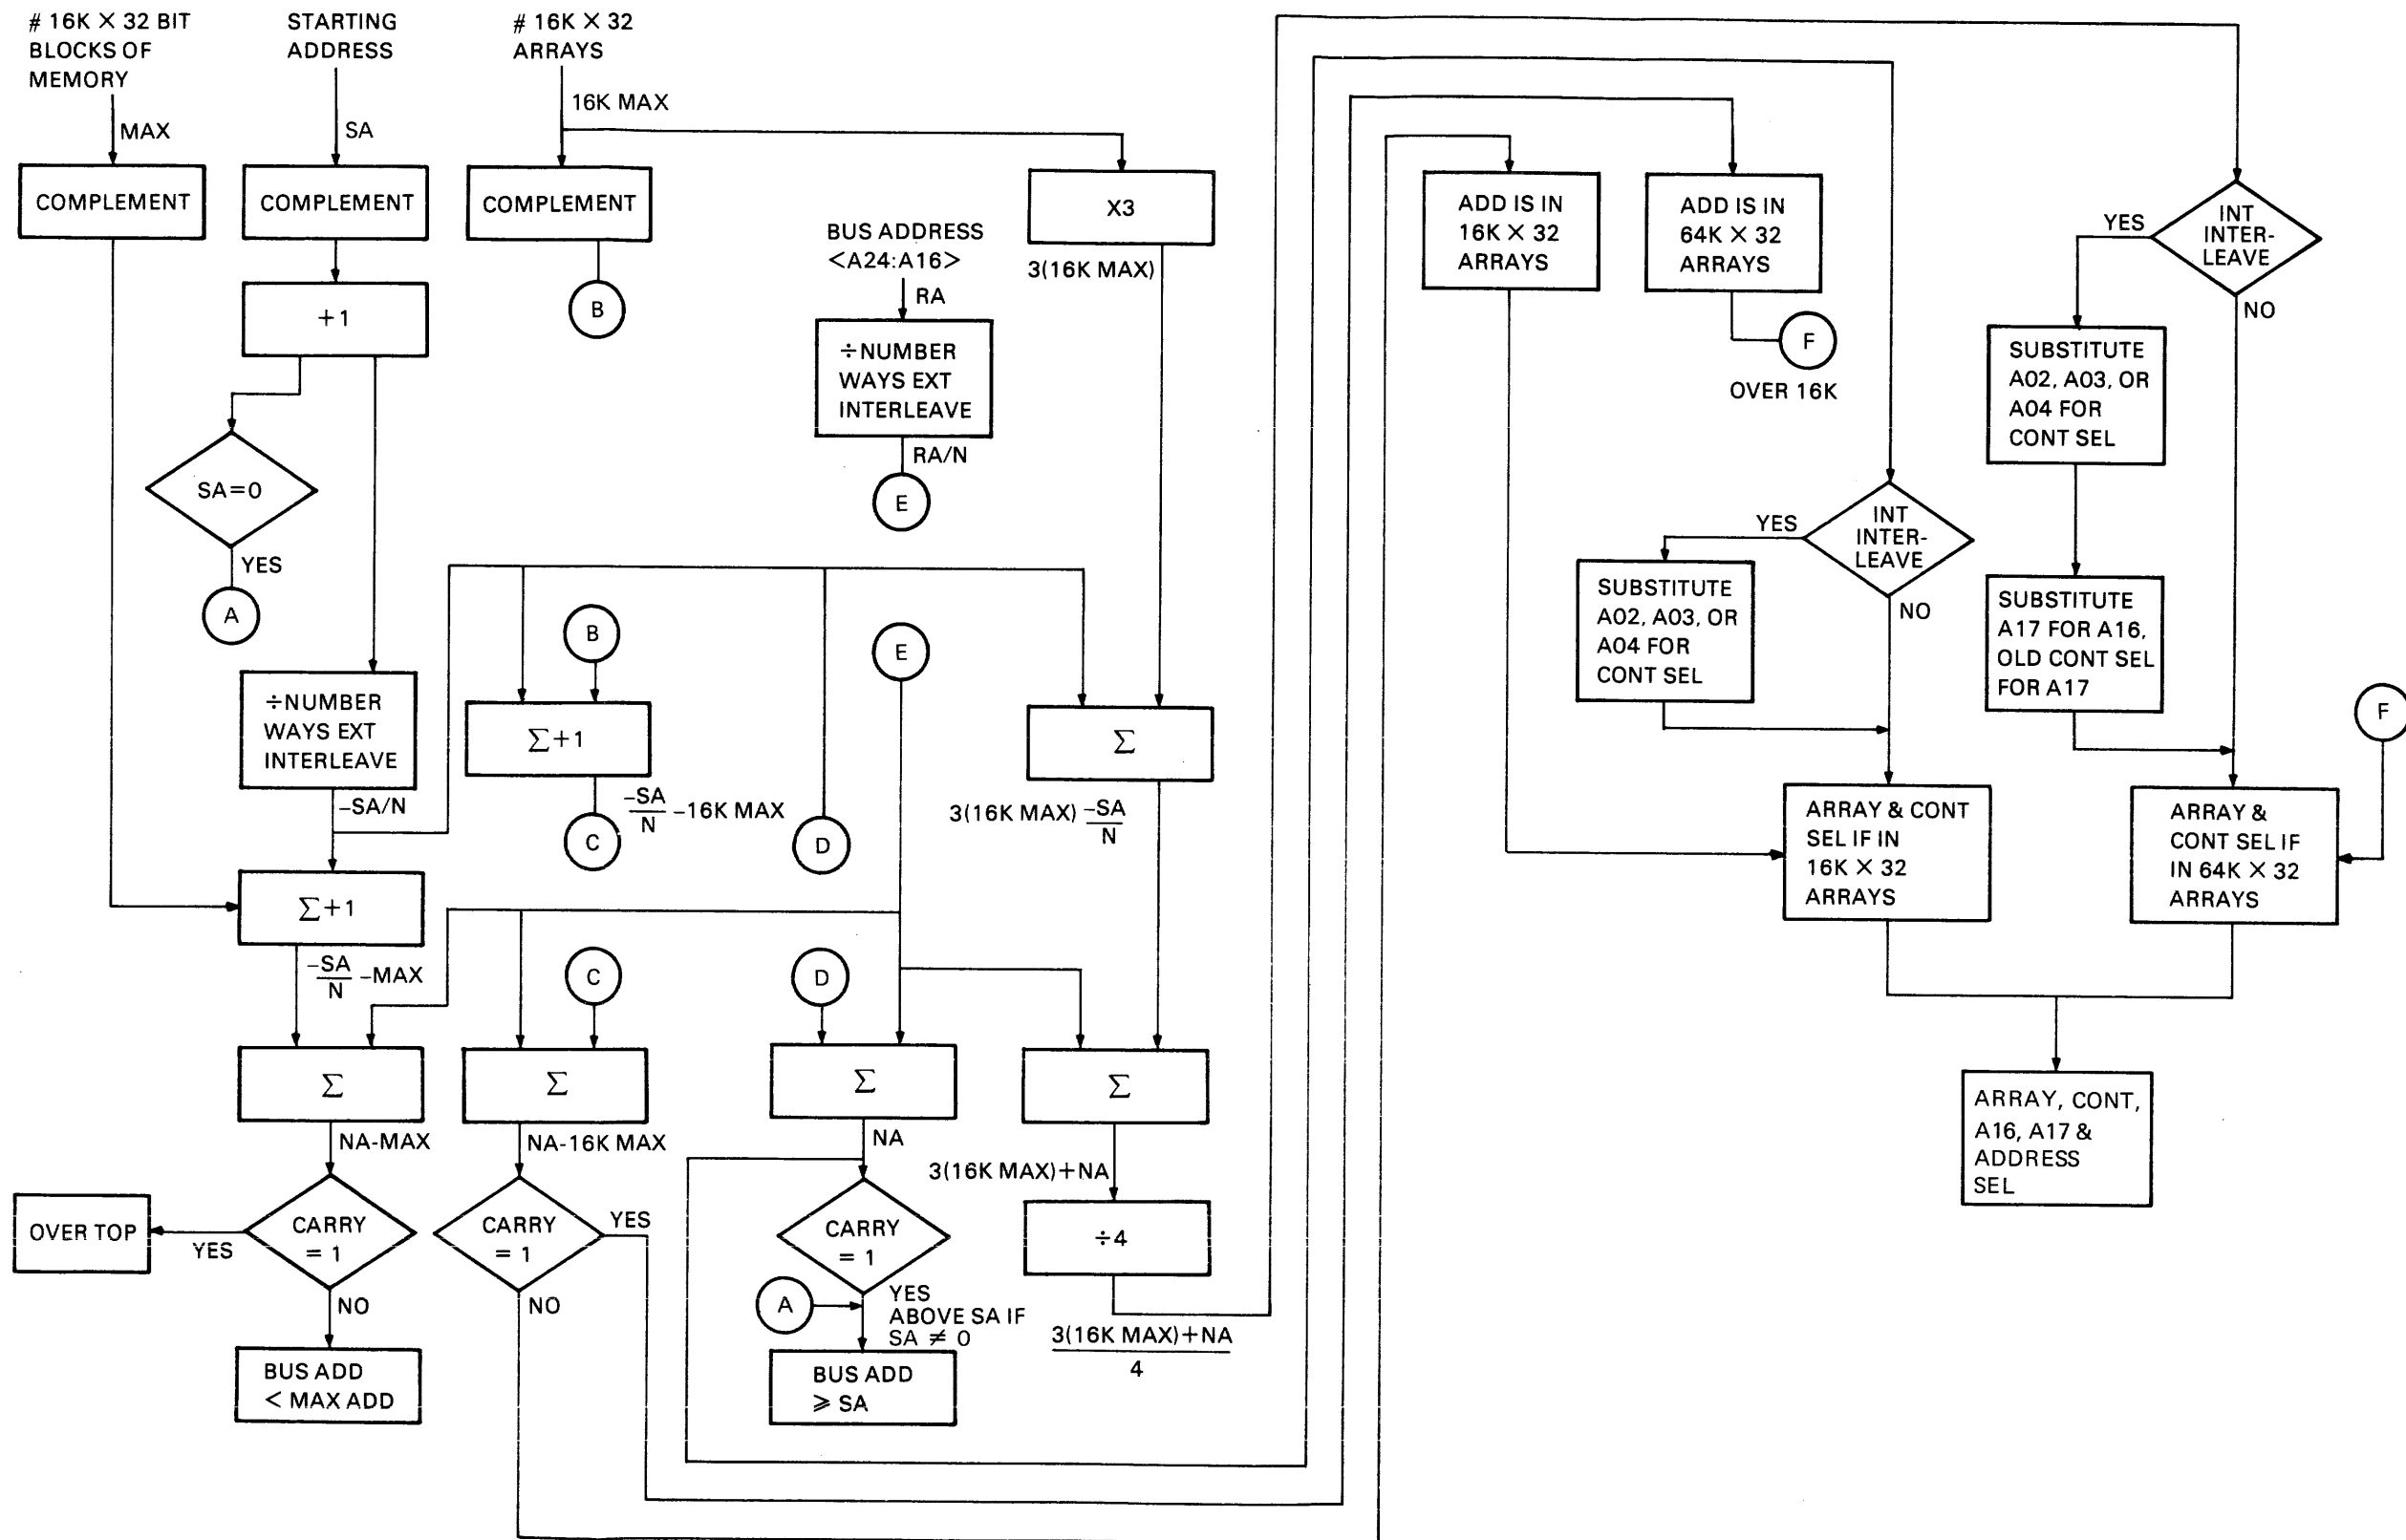 # 16K × 32 BIT
BLOCKS OF
MEMORY
MAX
COMPLEMENT
STARTING
ADDRESS
SA
COMPLEMENT
+1
SA=0
YES
A
÷NUMBER
WAYS EXT
INTERLEAVE
–SA/N
Σ+1
–SA
N
–MAX
Σ
NA-MAX
CARRY
= 1
YES
OVER TOP
NO
BUS ADD
< MAX ADD
# 16K × 32
ARRAYS
16K MAX
COMPLEMENT
B
B
Σ+1
–SA
N
–16K MAX
C
C
Σ
NA-16K MAX
CARRY
= 1
YES
NO
BUS ADDRESS
<A24:A16>
RA
÷NUMBER
WAYS EXT
INTERLEAVE
RA/N
E
E
D
D
Σ
NA
CARRY
= 1
A
YES
ABOVE SA IF
SA ≠ 0
BUS ADD
⩾ SA
X3
3(16K MAX)
Σ
3(16K MAX) –SA
N
Σ
3(16K MAX)+NA
÷4
3(16K MAX)+NA
4
ADD IS IN
16K × 32
ARRAYS
ADD IS IN
64K × 32
ARRAYS
F
OVER 16K
INT
INTER-
LEAVE
YES
NO
SUBSTITUTE
A02, A03, OR
A04 FOR
CONT SEL
ARRAY & CONT
SEL IF IN
16K × 32
ARRAYS
INT
INTER-
LEAVE
YES
NO
SUBSTITUTE
A02, A03, OR
A04 FOR
CONT SEL
SUBSTITUTE
A17 FOR A16,
OLD CONT SEL
FOR A17
F
ARRAY &
CONT SEL IF
IN 64K × 32
ARRAYS
ARRAY, CONT,
A16, A17 &
ADDRESS
SEL